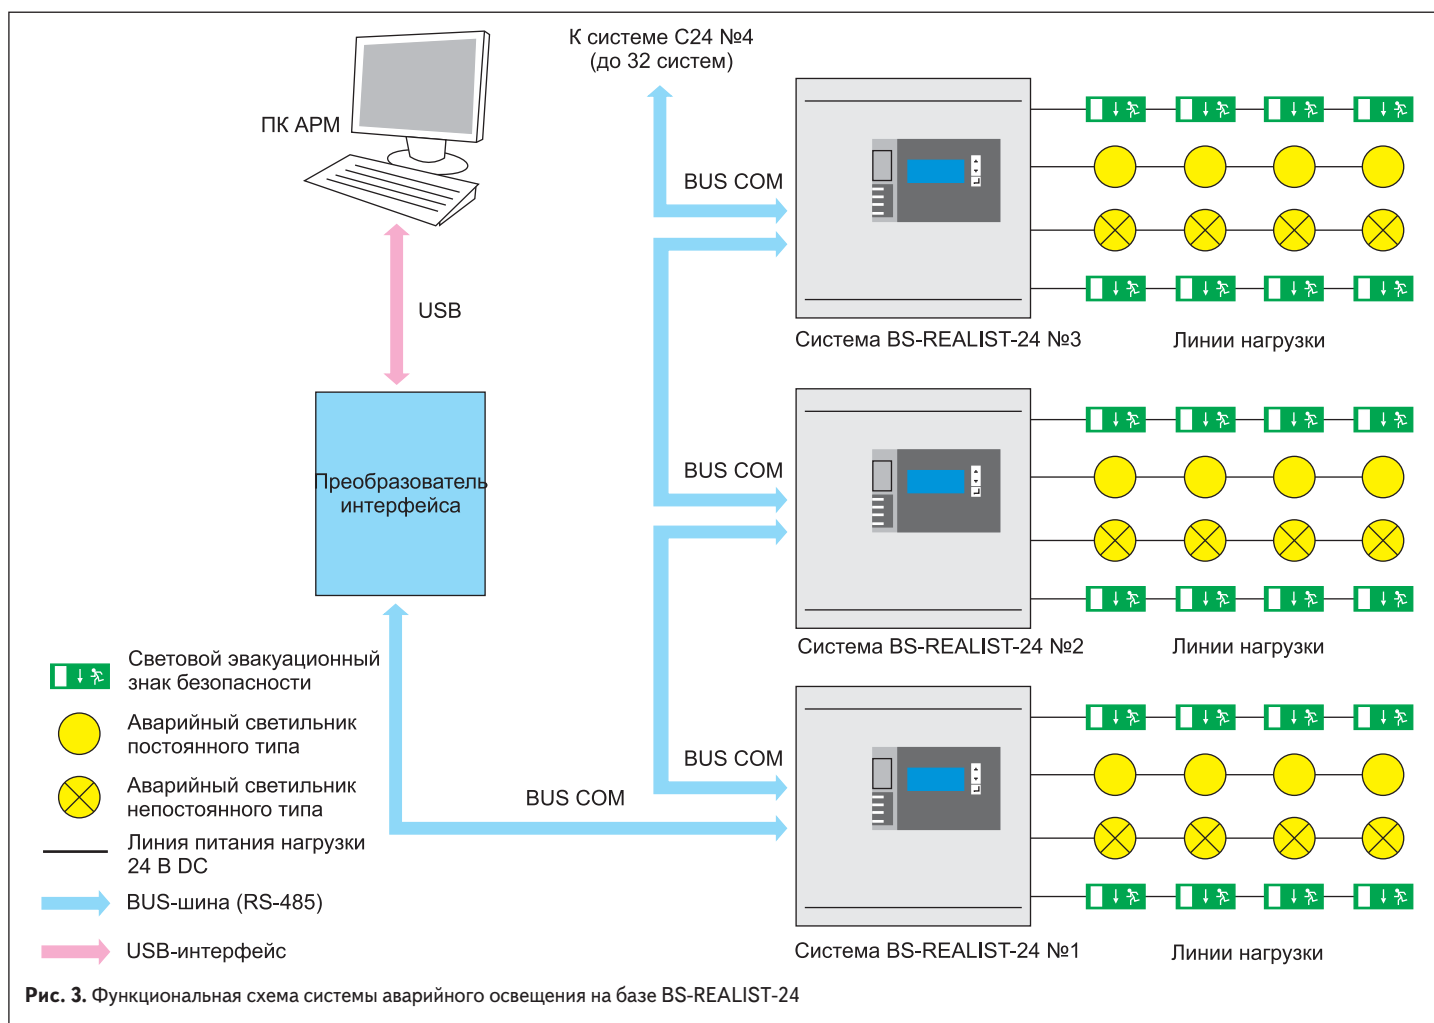 К системе С24 №4
(до 32 систем)
ПК АРМ
BUS COM
USB
Система BS-REALIST-24 №3
Линии нагрузки
BUS COM
Преобразователь
интерфейса
Система BS-REALIST-24 №2
Линии нагрузки
Световой эвакуационный
знак безопасности
Аварийный светильник
постоянного типа
BUS COM
Аварийный светильник
непостоянного типа
BUS COM
Линия питания нагрузки
24 В DC
BUS-шина (RS-485)
USB-интерфейс
Система BS-REALIST-24 №1
Линии нагрузки
Рис. 3. Функциональная схема системы аварийного освещения на базе BS-REALIST-24